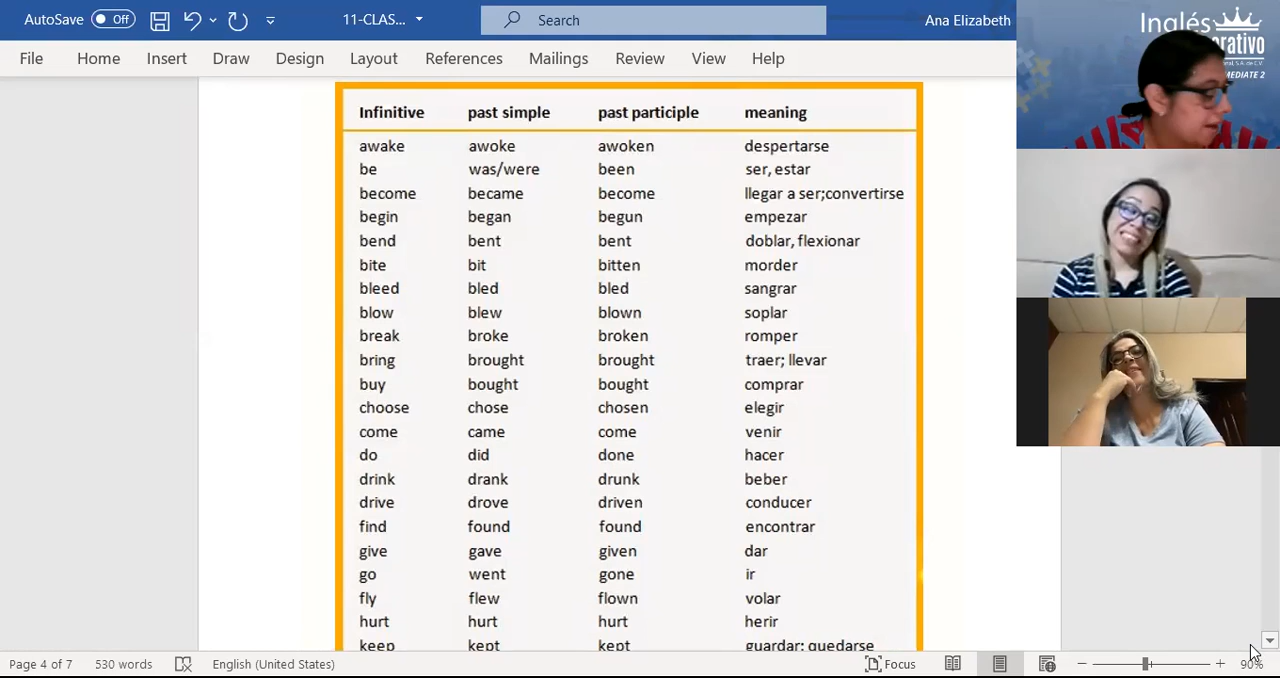 AutoSave Off 11-CLAS... Search Ana Elizabeth
File Home Insert Draw Design Layout References Mailings Review View Help
Inglés
EDIATE 2
Infinitive past simple past participle meaning
awake awoke awoken despertarse
be was/were been ser, estar
become became become llegar a ser;convertirse
begin began begun empezar
bend bent bent doblar, flexionar
bite bit bitten morder
bleed bled bled sangrar
blow blew blown soplar
break broke broken romper
bring brought brought traer; llevar
buy bought bought comprar
choose chose chosen elegir
come came come venir
do did done hacer
drink drank drunk beber
drive drove driven conducer
find found found encontrar
give gave given dar
go went gone ir
fly flew flown volar
hurt hurt hurt herir
keep kept kept guardar; quedarse
Page 4 of 7 530 words English (United States) Focus 90%